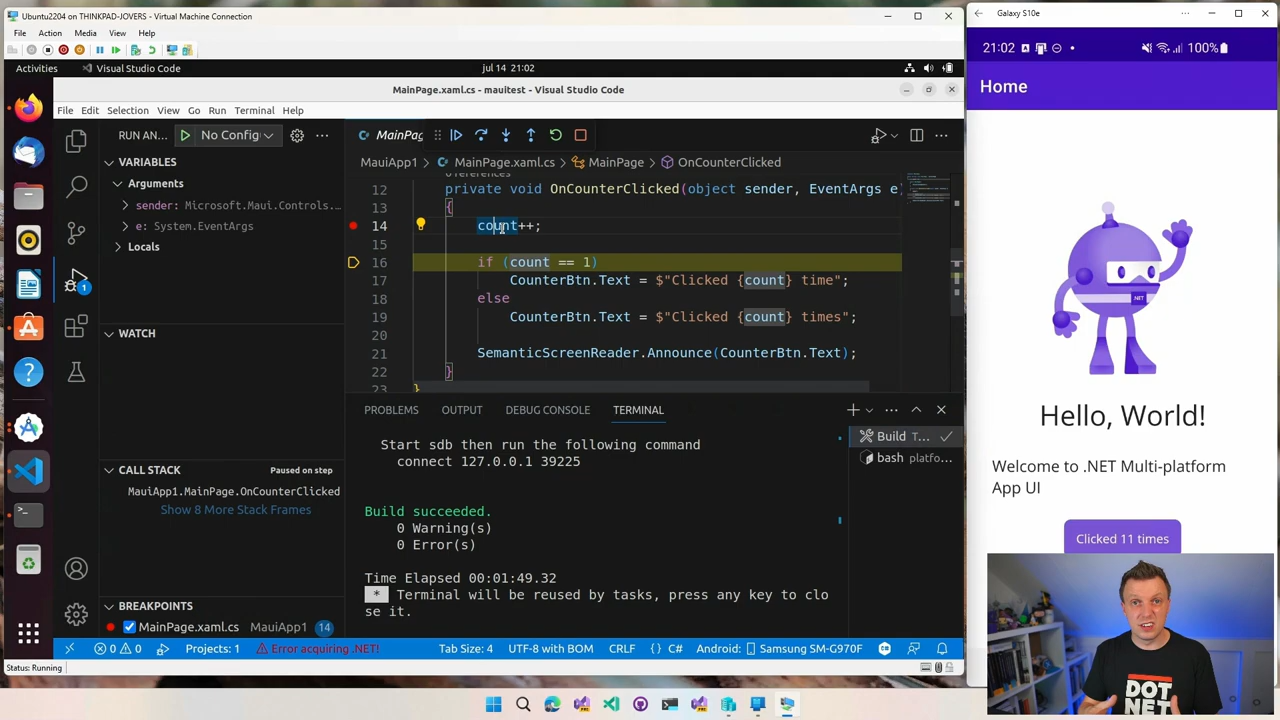 Ubuntu2204 on THINKPAD-JOVERS - Virtual Machine Connection
File Action Media View Help
Activities Visual Studio Code jul 14 21:02
MainPage.xaml.cs - mauitest - Visual Studio Code
File Edit Selection View Go Run Terminal Help
RUN AN... No Config
MainPag
VARIABLES
Arguments
sender: Microsoft.Maui.Controls...
e: System.EventArgs
Locals
WATCH
CALL STACK Paused on step
MauiApp1.MainPage.OnCounterClicked
Show 8 More Stack Frames
BREAKPOINTS
MainPage.xaml.cs MauiApp1 14
1
MauiApp1 > MainPage.xaml.cs > MainPage > OnCounterClicked
12 private void OnCounterClicked(object sender, EventArgs e)
13 {
14 count++;
15
16 if (count == 1)
17 CounterBtn.Text = $"Clicked {count} time";
18 else
19 CounterBtn.Text = $"Clicked {count} times";
20
21 SemanticScreenReader.Announce(CounterBtn.Text);
22 }
23 }
PROBLEMS OUTPUT DEBUG CONSOLE TERMINAL
Start sdb then run the following command
connect 127.0.0.1 39225
Build succeeded.
0 Warning(s)
0 Error(s)
Time Elapsed 00:01:49.32
* Terminal will be reused by tasks, press any key to clo
se it.
Build T...
bash platfo...
0 0 Projects: 1 Error acquiring .NET! Tab Size: 4 UTF-8 with BOM CRLF {} C# Android: Samsung SM-G970F
Status: Running
Galaxy S10e
21:02 100%
Home
.NET
Hello, World!
Welcome to .NET Multi-platform
App UI
Clicked 11 times
DOT
NET